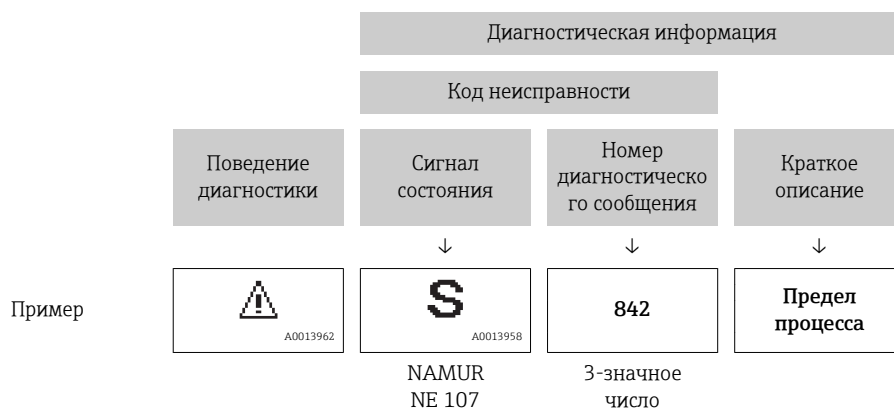 Диагностическая информация
Код неисправности
Поведение
диагностики
Сигнал
состояния
Номер
диагностическо
го сообщения
Краткое
описание
↓ ↓ ↓
Пример
A0013962
S
A0013958
842
Предел
процесса
NAMUR
NE 107
3-значное
число